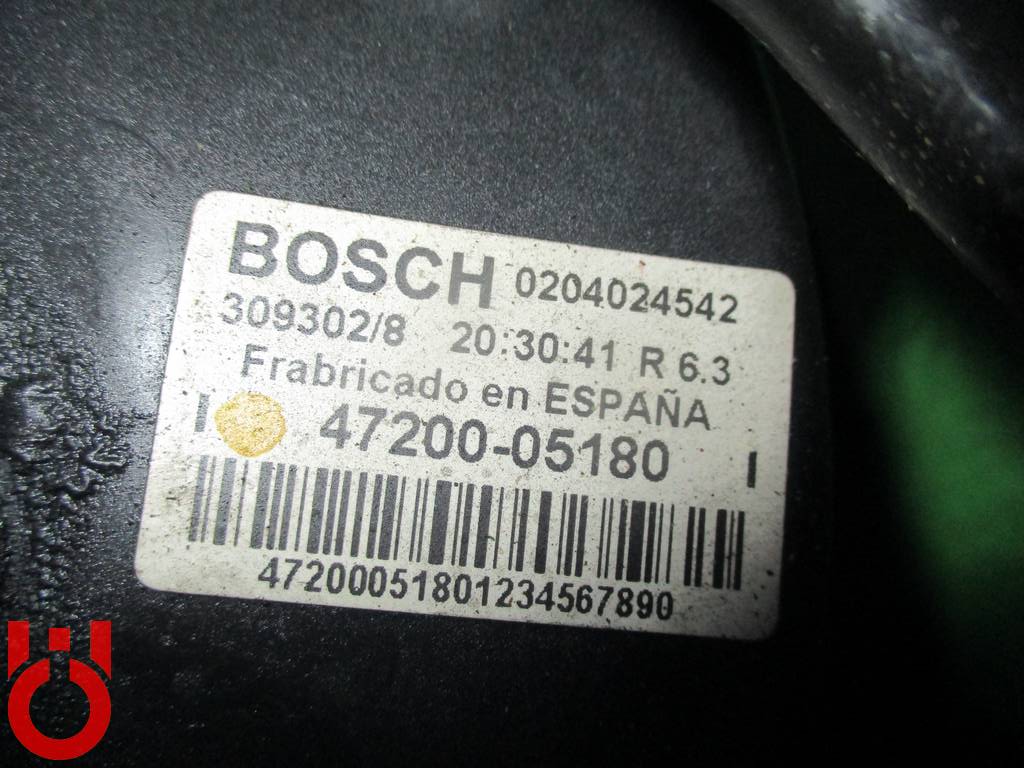 BOSCH 0204024542
309302/8 20:30:41 R 6.3
Frabricado en ESPAÑA
I 47200-05180 I
47200051801234567890